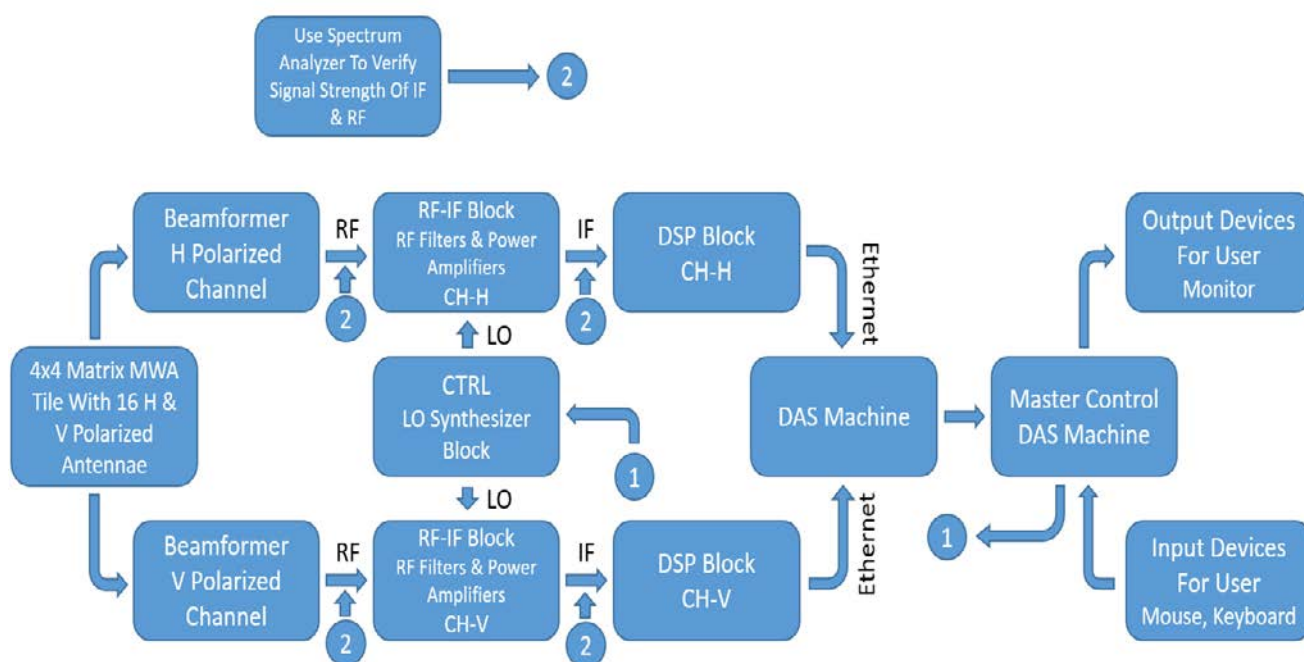 Use Spectrum
Analyzer To Verify
Signal Strength Of IF
& RF
2
Beamformer
H Polarized
Channel
RF
2
RF-IF Block
RF Filters & Power
Amplifiers
CH-H
IF
2
DSP Block
CH-H
Ethernet
Output Devices
For User
Monitor
LO
4x4 Matrix MWA
Tile With 16 H &
V Polarized
Antennae
CTRL
LO Synthesizer
Block
1
DAS Machine
Master Control
DAS Machine
LO
Beamformer
V Polarized
Channel
RF
2
RF-IF Block
RF Filters & Power
Amplifiers
CH-V
IF
2
DSP Block
CH-V
Ethernet
1
Input Devices
For User
Mouse, Keyboard